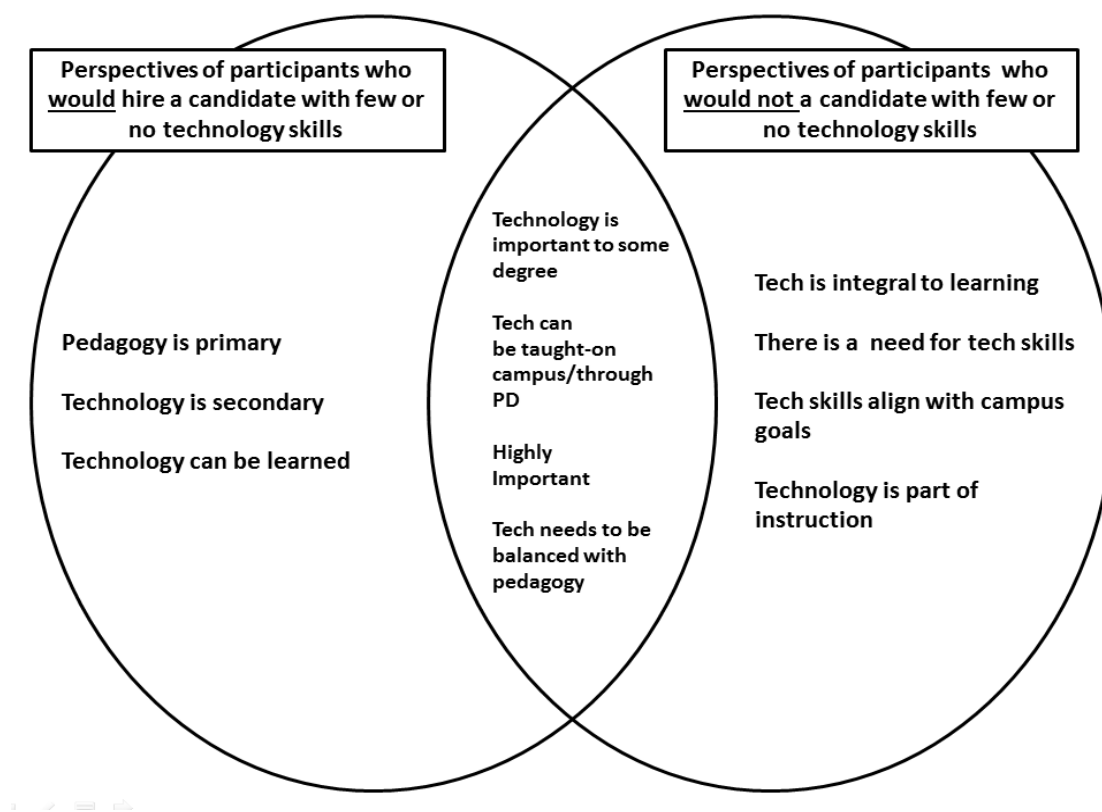 Perspectives of participants who
would hire a candidate with few or
no technology skills
Perspectives of participants  who
would not a candidate with few or
no technology skills
Pedagogy is primary
Technology is secondary
Technology can be learned
Technology is
important to some
degree
Tech can
be taught-on
campus/through
PD
Highly
Important
Tech needs to be
balanced with
pedagogy
Tech is integral to learning
There is a  need for tech skills
Tech skills align with campus
goals
Technology is part of
instruction